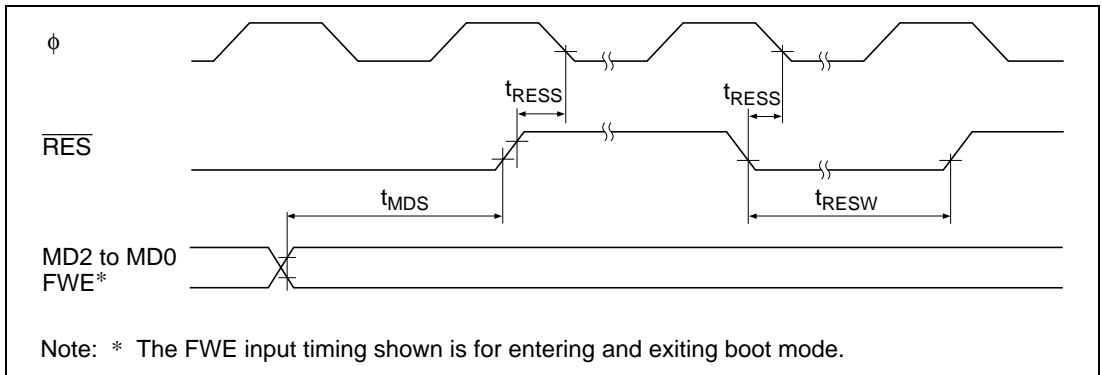 ϕ
tRESS tRESS
RES
tMDS tRESW
MD2 to MD0
FWE*
Note: * The FWE input timing shown is for entering and exiting boot mode.